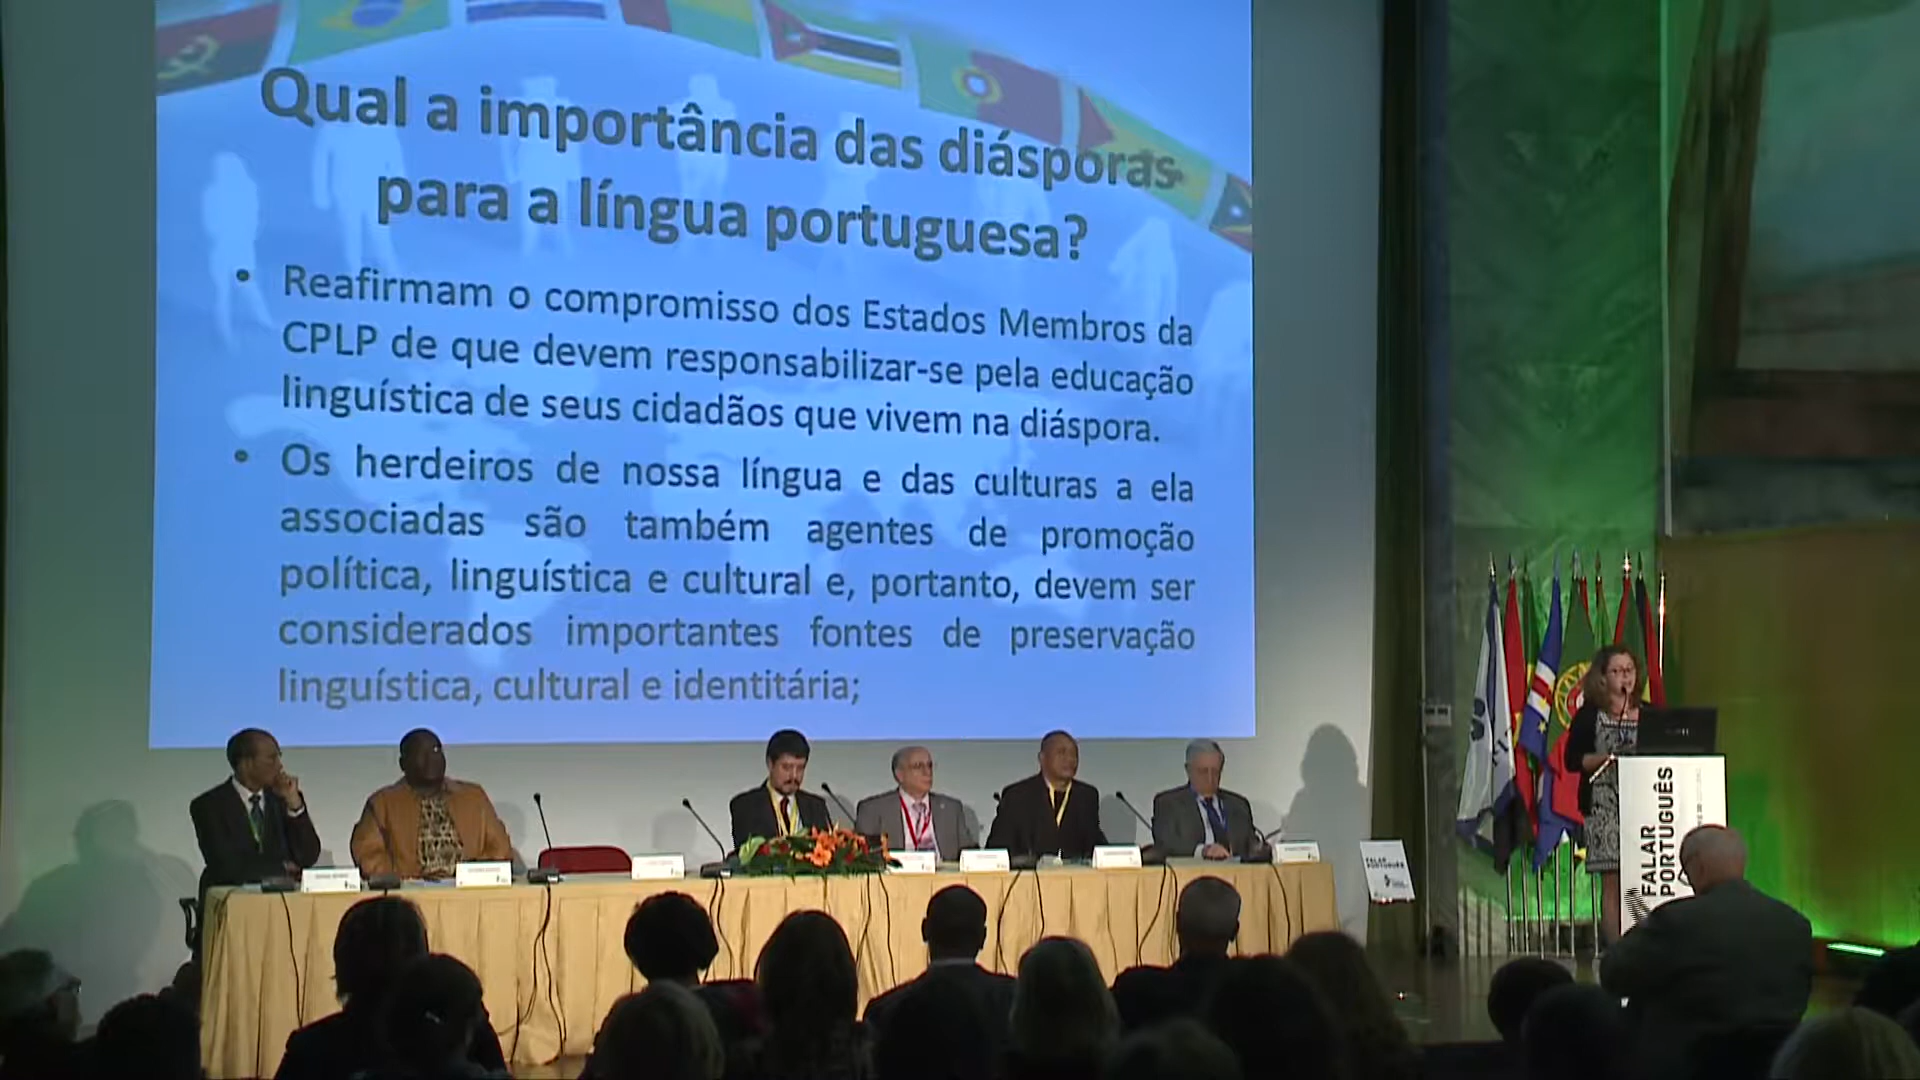 Qual a importância das diásporas
para a língua portuguesa?
• Reafirmam o compromisso dos Estados Membros da
CPLP de que devem responsabilizar-se pela educação
linguística de seus cidadãos que vivem na diáspora.
• Os herdeiros de nossa língua e das culturas a ela
associadas são também agentes de promoção
política, linguística e cultural e, portanto, devem ser
considerados importantes fontes de preservação
linguística, cultural e identitária;
FALAR
PORTUGUÊS
FALAR
PORTUGUÊS